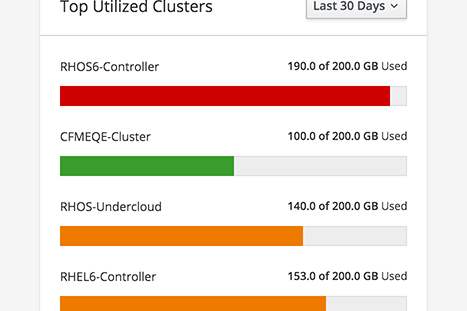 Top Utilized Clusters Last 30 Days
RHOS6-Controller 190.0 of 200.0 GB Used
CFMEQE-Cluster 100.0 of 200.0 GB Used
RHOS-Undercloud 140.0 of 200.0 GB Used
RHEL6-Controller 153.0 of 200.0 GB Used